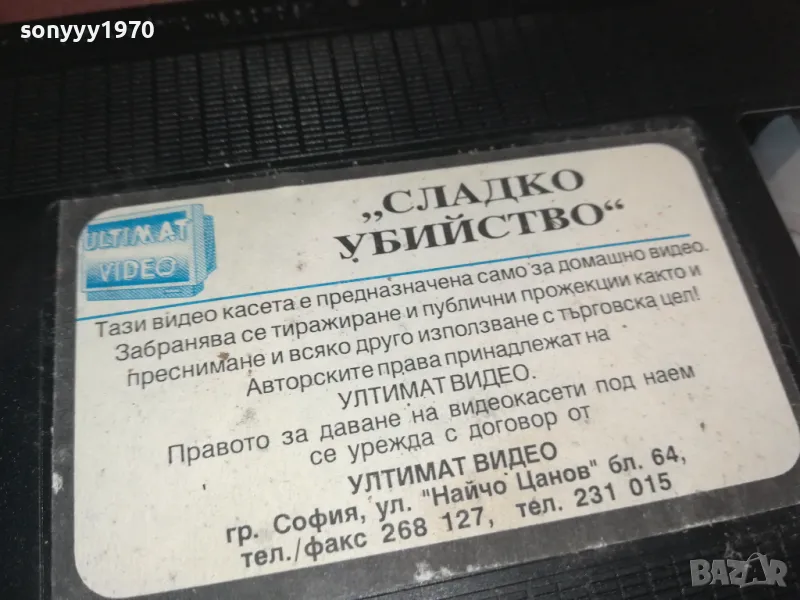 sonyyy1970
ULTIMAT
VIDEO
„СЛАДКО
УБИЙСТВО“
Тази видео касета е предназначена само за домашно видео.
Забранява се тиражиране и публични прожекции както и
преснимане и всяко друго използване с търговска цел!
Авторските права принадлежат на
УЛТИМАТ ВИДЕО.
Правото за даване на видеокасети под наем
се урежда с договор от
УЛТИМАТ ВИДЕО
гр. София, ул. "Найчо Цанов" бл. 64,
тел./факс 268 127, тел. 231 015
BAZAR